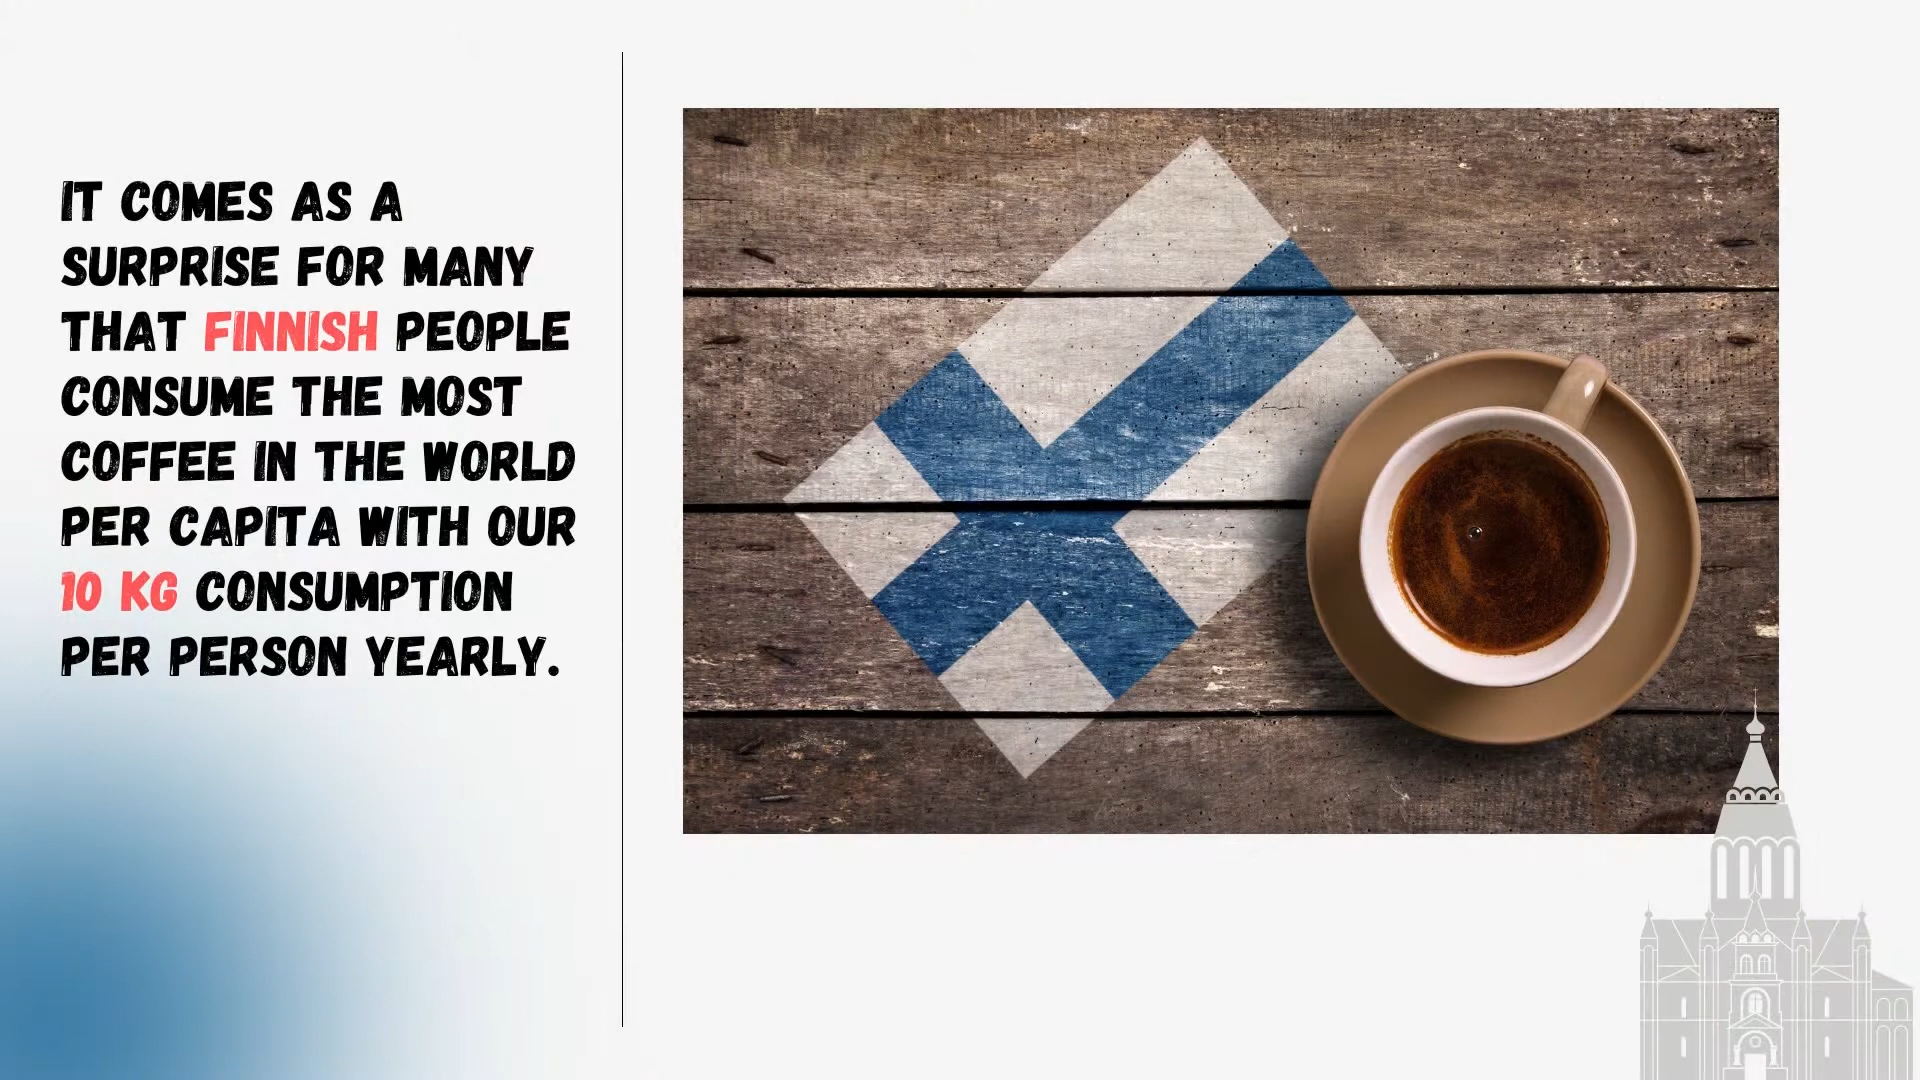 IT COMES AS A
SURPRISE FOR MANY
THAT FINNISH PEOPLE
CONSUME THE MOST
COFFEE IN THE WORLD
PER CAPITA WITH OUR
10 KG CONSUMPTION
PER PERSON YEARLY.